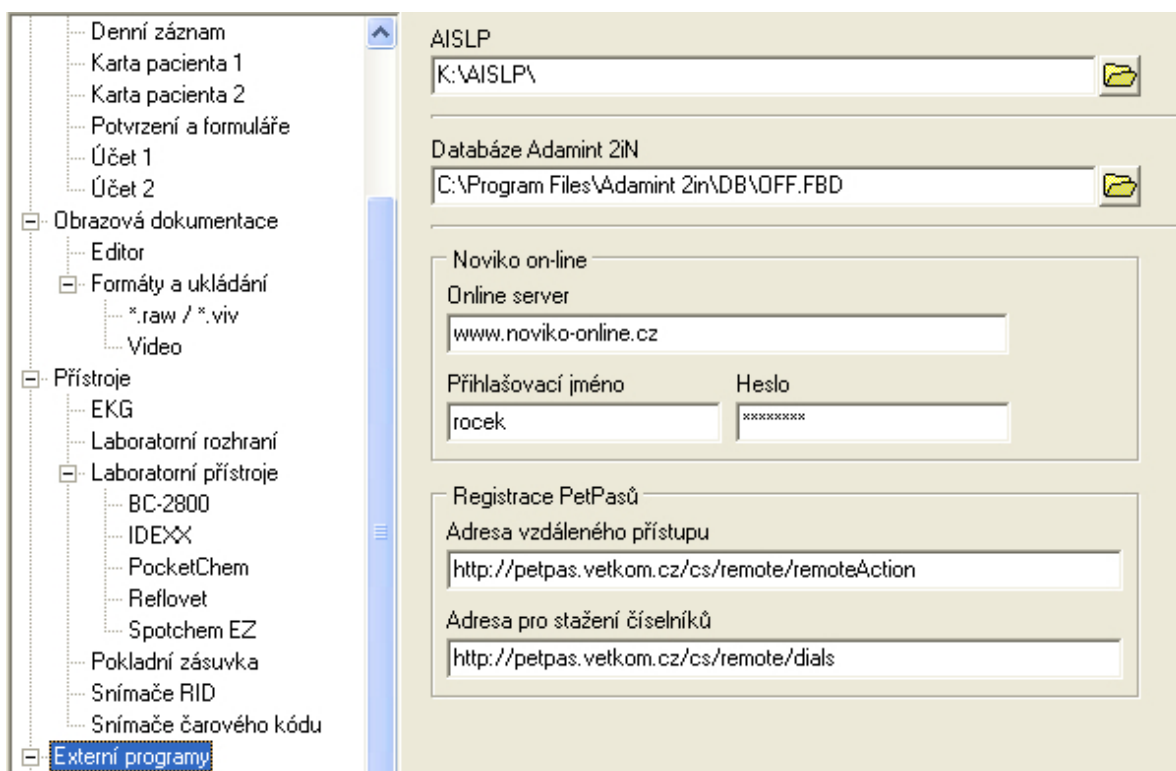 Denní záznam
Karta pacienta 1
Karta pacienta 2
Potvrzení a formuláře
Účet 1
Účet 2
Obrazová dokumentace
Editor
Formáty a ukládání
*.raw / *.viv
Video
Přístroje
EKG
Laboratorní rozhraní
Laboratorní přístroje
BC-2800
IDEXX
PocketChem
Reflovet
Spotchem EZ
Pokladní zásuvka
Snímače RID
Snímače čarového kódu
Externí programy
AISLP
K:\AISLP\
Databáze Adamint 2iN
C:\Program Files\Adamint 2in\DB\OFF.FBD
Noviko on-line
Online server
www.noviko-online.cz
Přihlašovací jméno Heslo
rocek ********
Registrace PetPasů
Adresa vzdáleného přístupu
http://petpas.vetkom.cz/cs/remote/remoteAction
Adresa pro stažení číselníků
http://petpas.vetkom.cz/cs/remote/dials